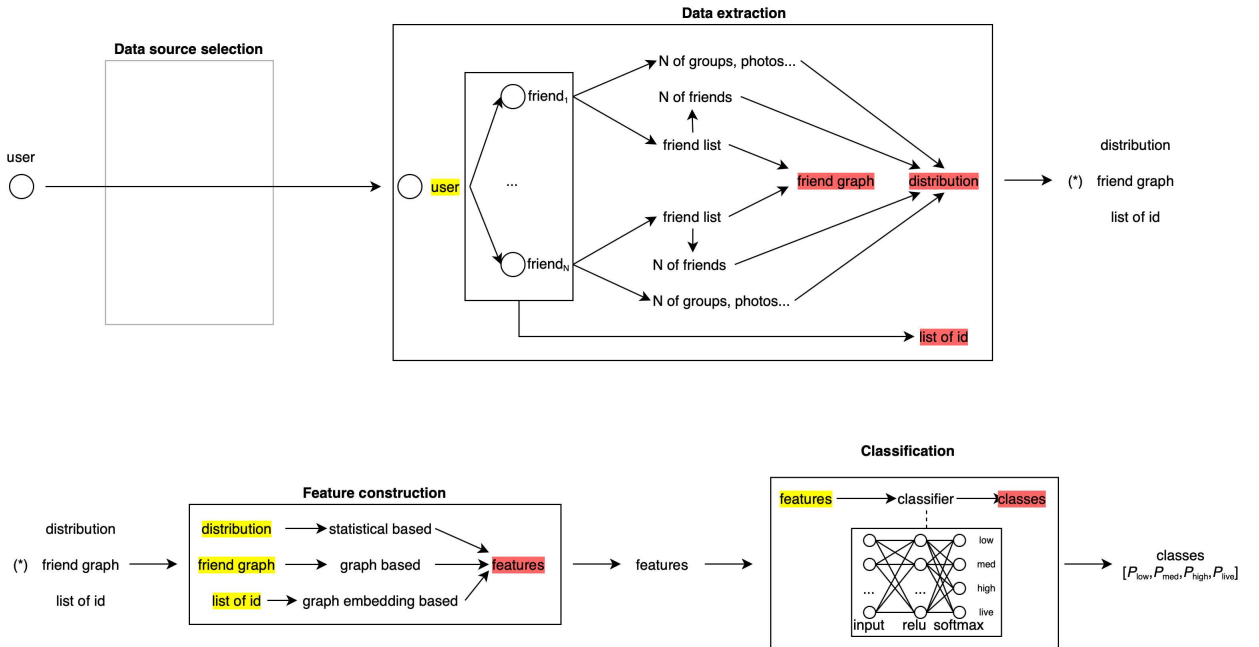 Data extraction
Data source selection
user
user
friend1
...
friendN
N of groups, photos...
N of friends
friend list
friend graph
distribution
friend list
N of friends
N of groups, photos...
list of id
distribution
(*) friend graph
list of id
Classification
Feature construction
distribution
(*) friend graph
list of id
distribution
statistical based
friend graph
graph based
features
list of id
graph embedding based
features
features
classifier
classes
low
med
... ... high
live
input relu softmax
classes
[Plow,Pmed,Phigh,Plive]